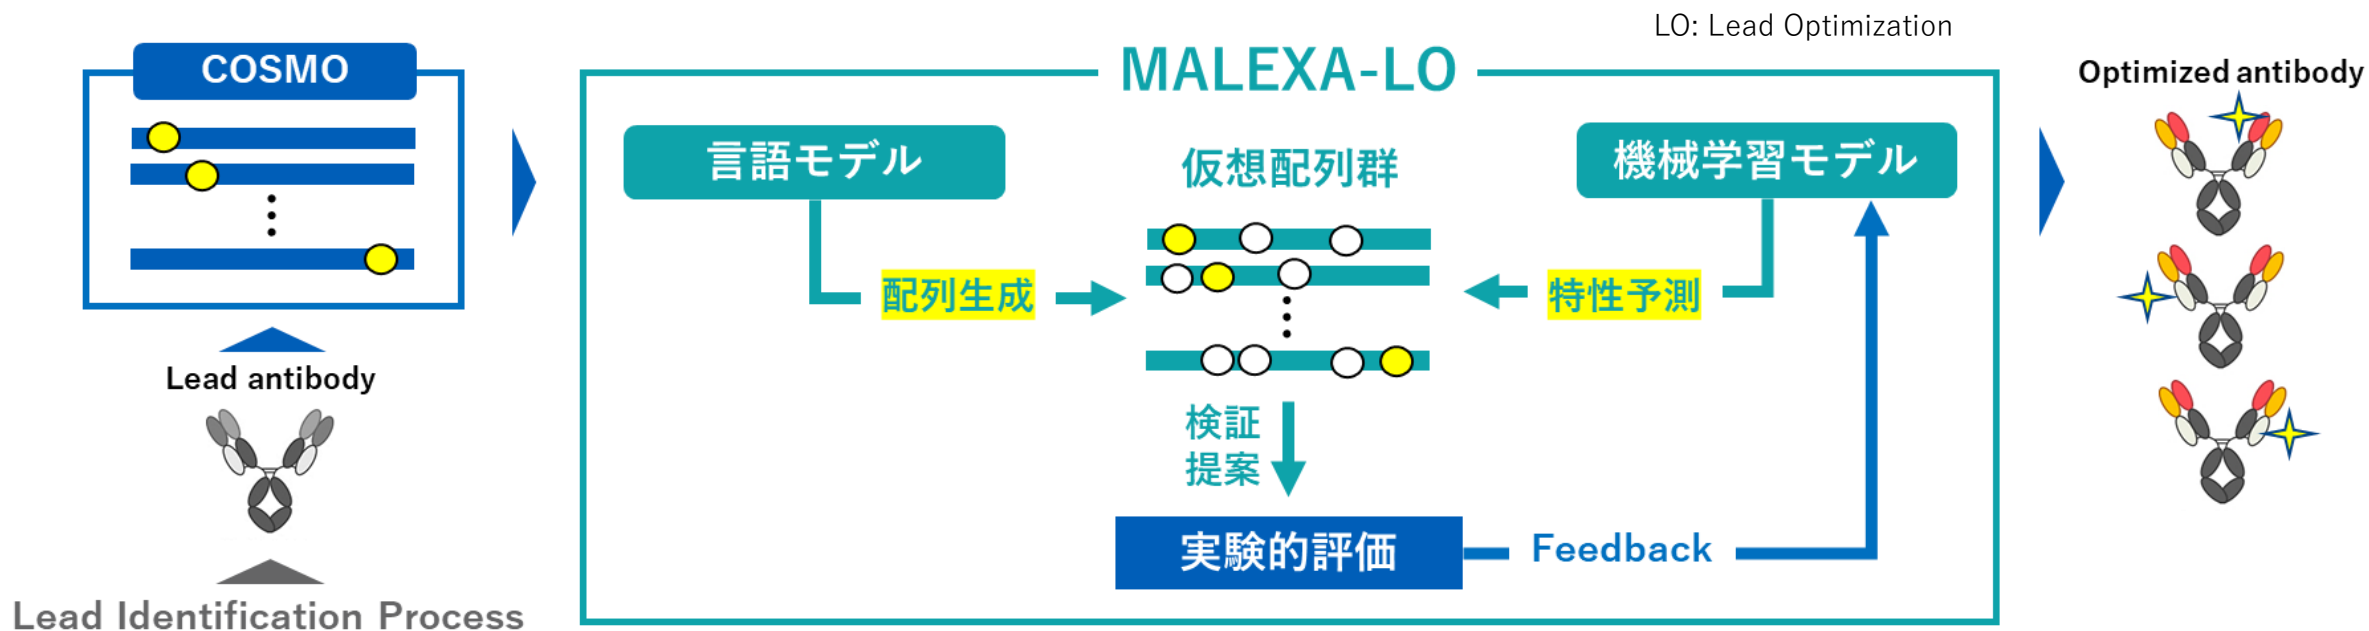 LO: Lead Optimization
COSMO
Lead antibody
Lead Identification Process
MALEXA-LO
言語モデル
配列生成
仮想配列群
機械学習モデル
特性予測
検証
提案
実験的評価
Feedback
Optimized antibody